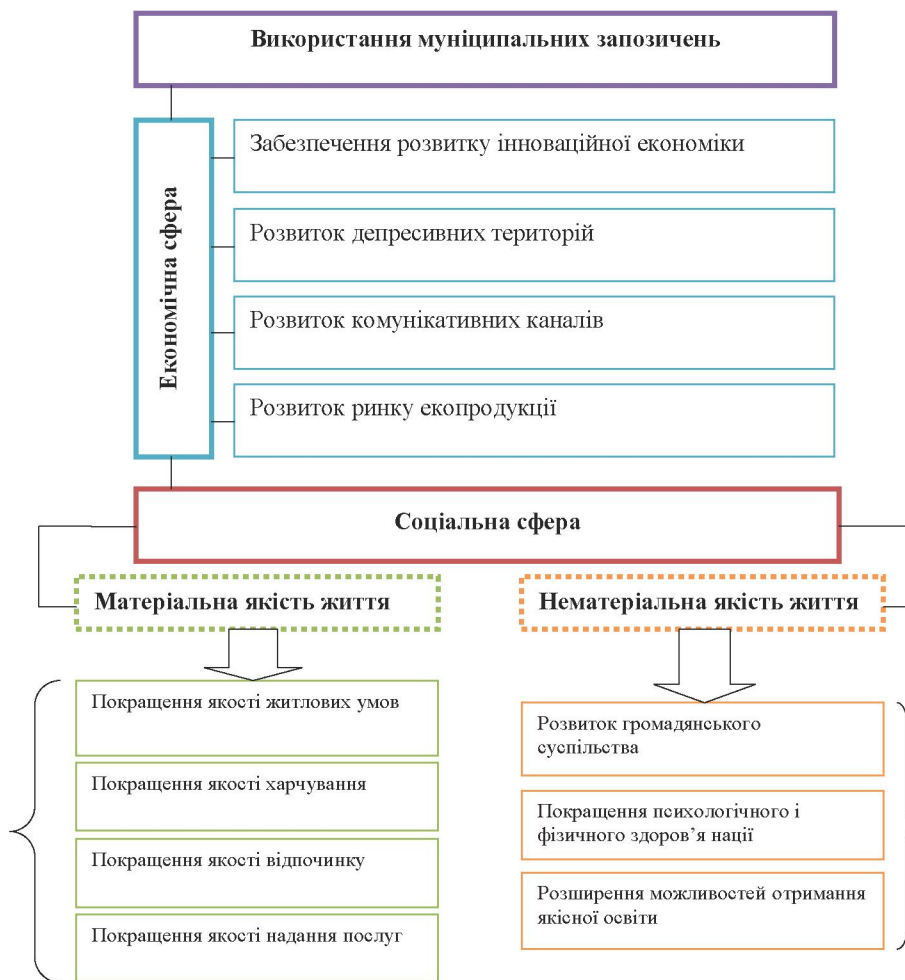 Використання муніципальних запозичень
Економічна сфера
Забезпечення розвитку інноваційної економіки
Розвиток депресивних територій
Розвиток комунікативних каналів
Розвиток ринку екопродукції
Соціальна сфера
Матеріальна якість життя
Нематеріальна якість життя
Покращення якості житлових умов
Покращення якості харчування
Покращення якості відпочинку
Покращення якості надання послуг
Розвиток громадянського
суспільства
Покращення психологічного і
фізичного здоров’я нації
Розширення можливостей отримання
якісної освіти